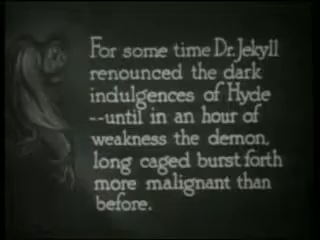 For some time Dr. Jekyll
renounced the dark
indulgences of Hyde
--until in an hour of
weakness the demon,
long caged burst forth
more malignant than
before.